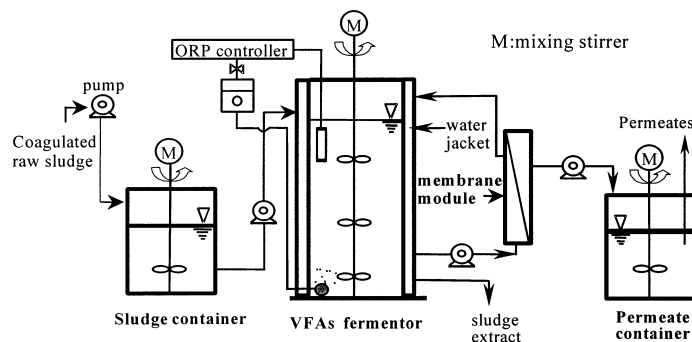 M
ORP controller
M:mixing stirrer
pump
Coagulated
raw sludge
M
water
jacket
Permeates
M
membrane
module
Sludge container
VFAs fermentor
sludge
extract
Permeate
container